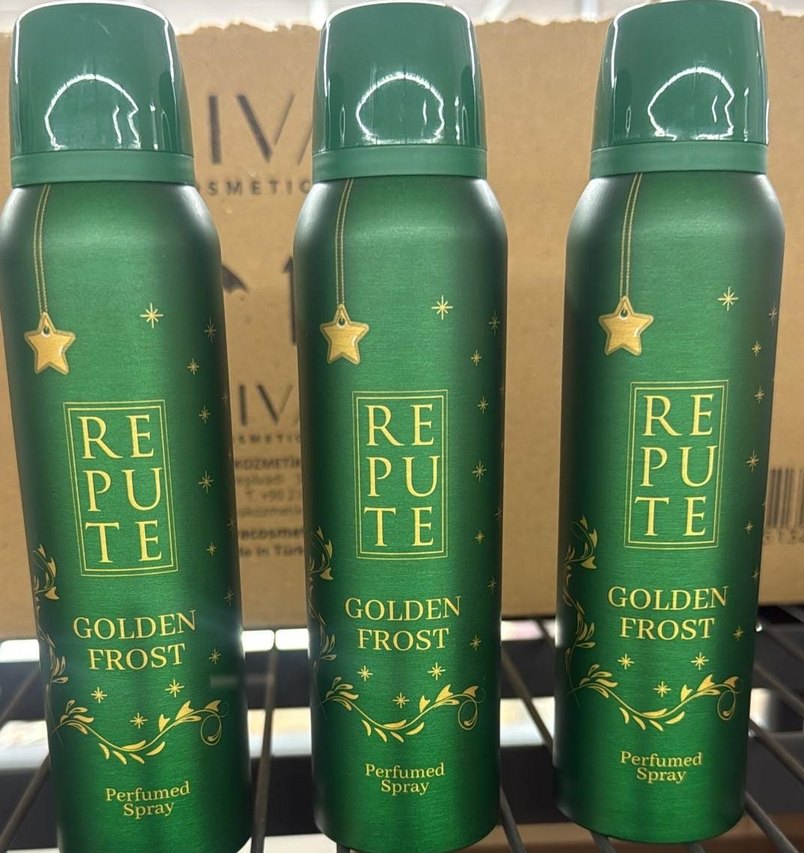 RE
PU
TE
GOLDEN
FROST
Perfumed
Spray
RE
PU
TE
GOLDEN
FROST
Perfumed
Spray
RE
PU
TE
GOLDEN
FROST
Perfumed
Spray